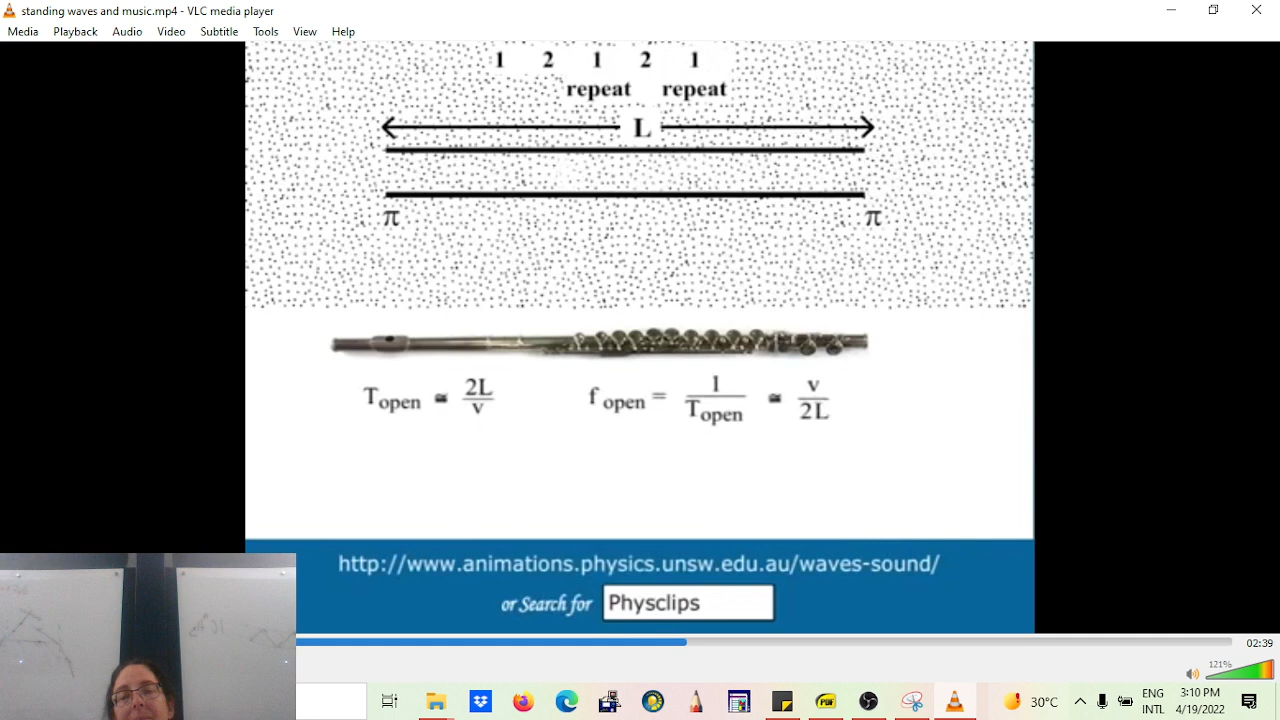 standing waves and music.mp4 - VLC media player
Media Playback Audio Video Subtitle Tools View Help
1 2 1 2 1
repeat repeat
L
π π
T open ≅ 2L / v f open = 1 / T open ≅ v / 2L
http://www.animations.physics.unsw.edu.au/waves-sound/
or Search for Physclips
02:39
121%
PDF
30°C ENG INTL 3:10 PM 4/19/2022